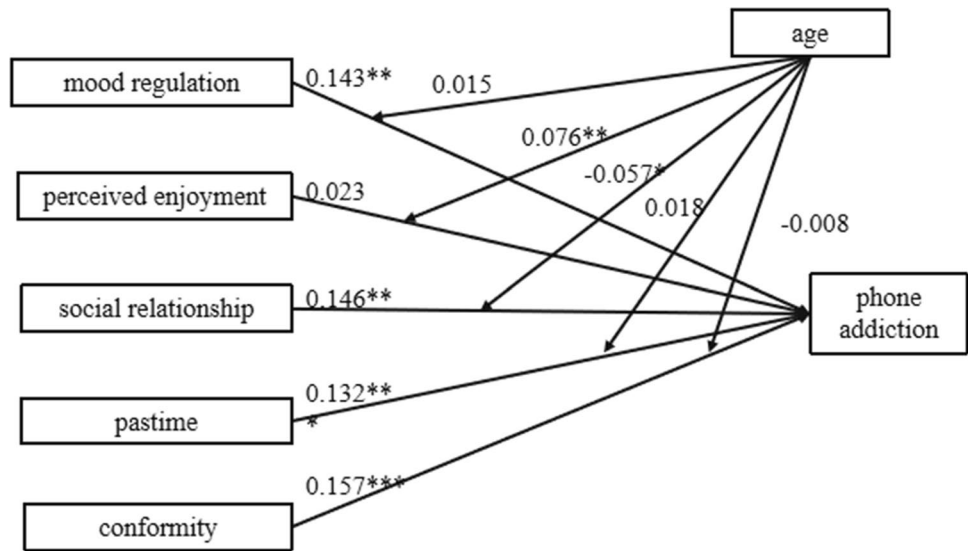 age
mood regulation
0.143**
0.015
0.076**
-0.057*
perceived enjoyment
0.023
0.018
-0.008
social relationship
0.146**
phone
addiction
pastime
0.132**
*
conformity
0.157***